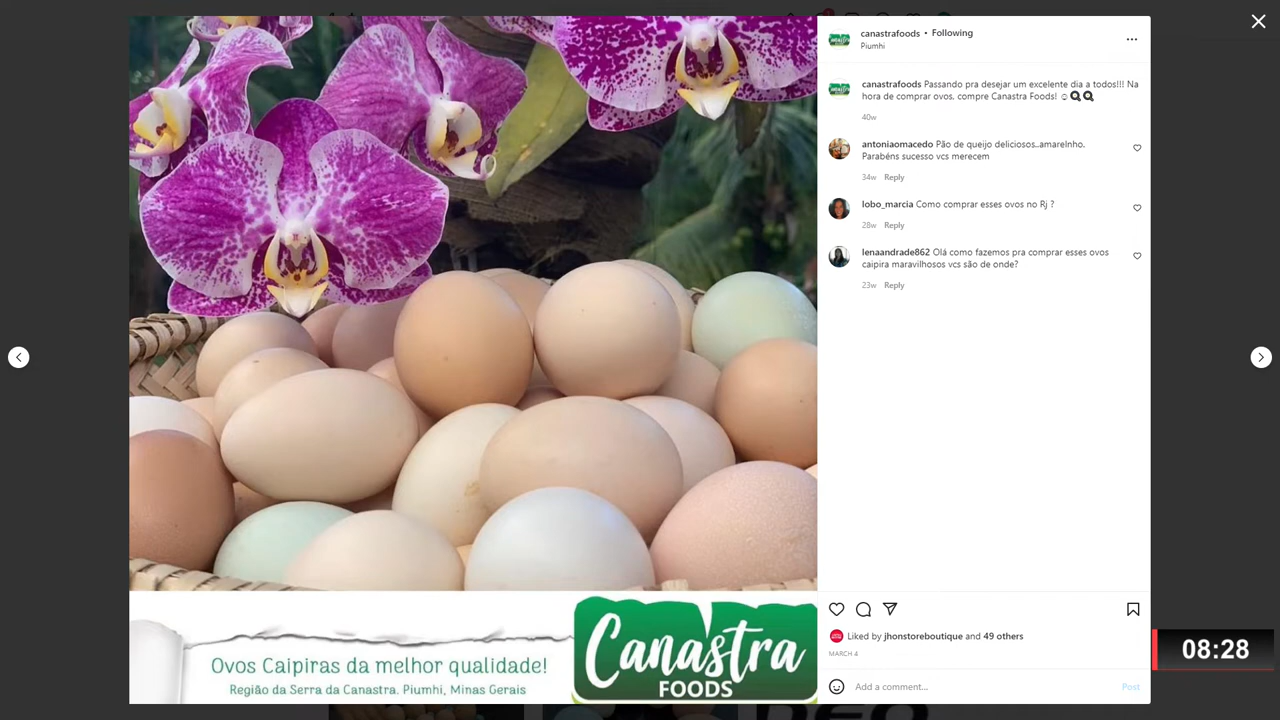 canastrafoods • Following
Piumhi
canastrafoods Passando pra desejar um excelente dia a todos!!! Na
hora de comprar ovos, compre Canastra Foods!
40w
antoniaomacedo Pão de queijo deliciosos..amarelnho.
Parabéns sucesso vcs merecem
34w Reply
lobo_marcia Como comprar esses ovos no Rj ?
28w Reply
lenaandrade862 Olá como fazemos pra comprar esses ovos
caipira maravilhosos vcs são de onde?
23w Reply
Ovos Caipiras da melhor qualidade!
Região da Serra da Canastra. Piumhi, Minas Gerais
Canastra
FOODS
Liked by jhonstoreboutique and 49 others
MARCH 4
Add a comment...
Post
08:28